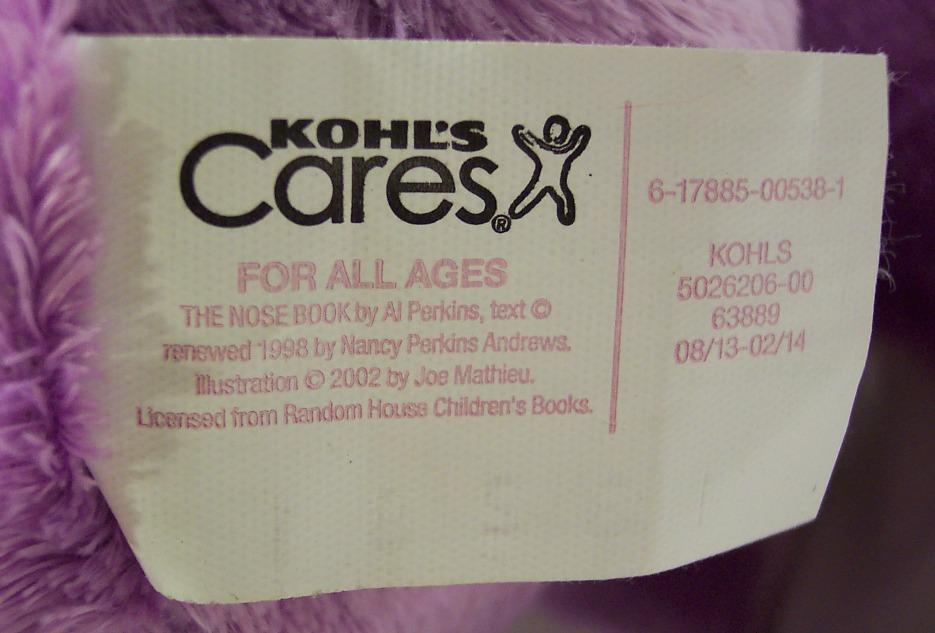 KOHL'S
Cares®
FOR ALL AGES
THE NOSE BOOK by Al Perkins, text ©
renewed 1998 by Nancy Perkins Andrews.
Illustration © 2002 by Joe Mathieu.
Licensed from Random House Children's Books.
6-17885-00538-1
KOHLS
5026206-00
63889
08/13-02/14